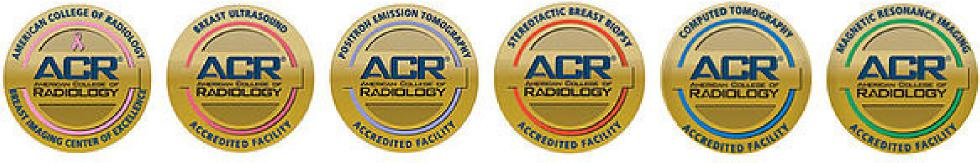 AMERICAN COLLEGE OF RADIOLOGY
ACR®
AMERICAN COLLEGE OF
RADIOLOGY
BREAST IMAGING CENTER OF EXCELLENCE
BREAST ULTRASOUND
ACR®
AMERICAN COLLEGE OF
RADIOLOGY
ACCREDITED FACILITY
POSITRON EMISSION TOMOGRAPHY
ACR®
AMERICAN COLLEGE OF
RADIOLOGY
ACCREDITED FACILITY
STEREOTACTIC BREAST BIOPSY
ACR®
AMERICAN COLLEGE OF
RADIOLOGY
ACCREDITED FACILITY
COMPUTED TOMOGRAPHY
ACR®
AMERICAN COLLEGE OF
RADIOLOGY
ACCREDITED FACILITY
MAGNETIC RESONANCE IMAGING
ACR®
AMERICAN COLLEGE OF
RADIOLOGY
ACCREDITED FACILITY